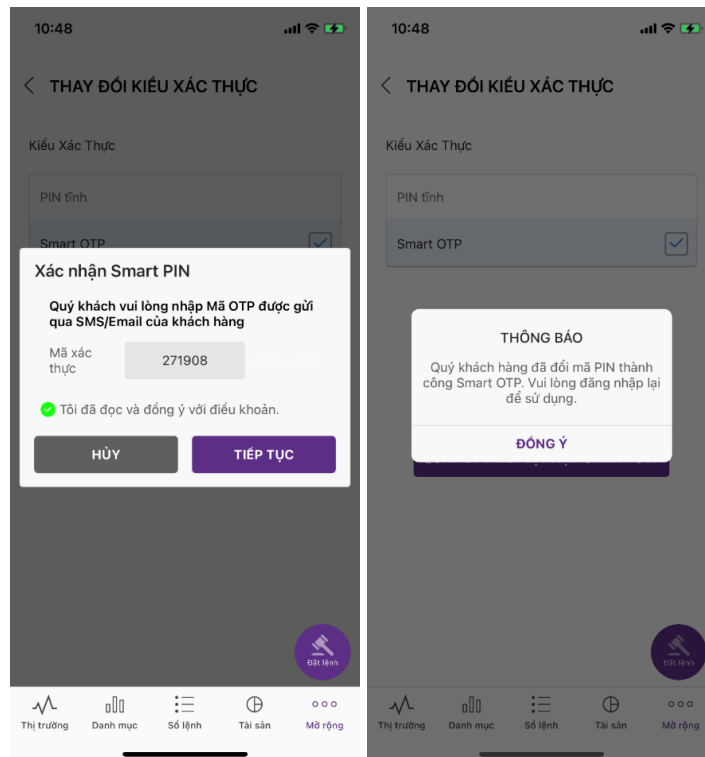 10:48
THAY ĐỔI KIỂU XÁC THỰC
Kiểu Xác Thực
PIN tĩnh
Smart OTP
Xác nhận Smart PIN
Quý khách vui lòng nhập Mã OTP được gửi
qua SMS/Email của khách hàng
Mã xác
thực
271908
Tôi đã đọc và đồng ý với điều khoản.
HỦY
TIẾP TỤC
Đặt lệnh
Thị trường
Danh mục
Sổ lệnh
Tài sản
Mở rộng
10:48
THAY ĐỔI KIỂU XÁC THỰC
Kiểu Xác Thực
PIN tĩnh
Smart OTP
THÔNG BÁO
Quý khách hàng đã đổi mã PIN thành
công Smart OTP. Vui lòng đăng nhập lại
để sử dụng.
ĐỒNG Ý
Đặt lệnh
Thị trường
Danh mục
Sổ lệnh
Tài sản
Mở rộng